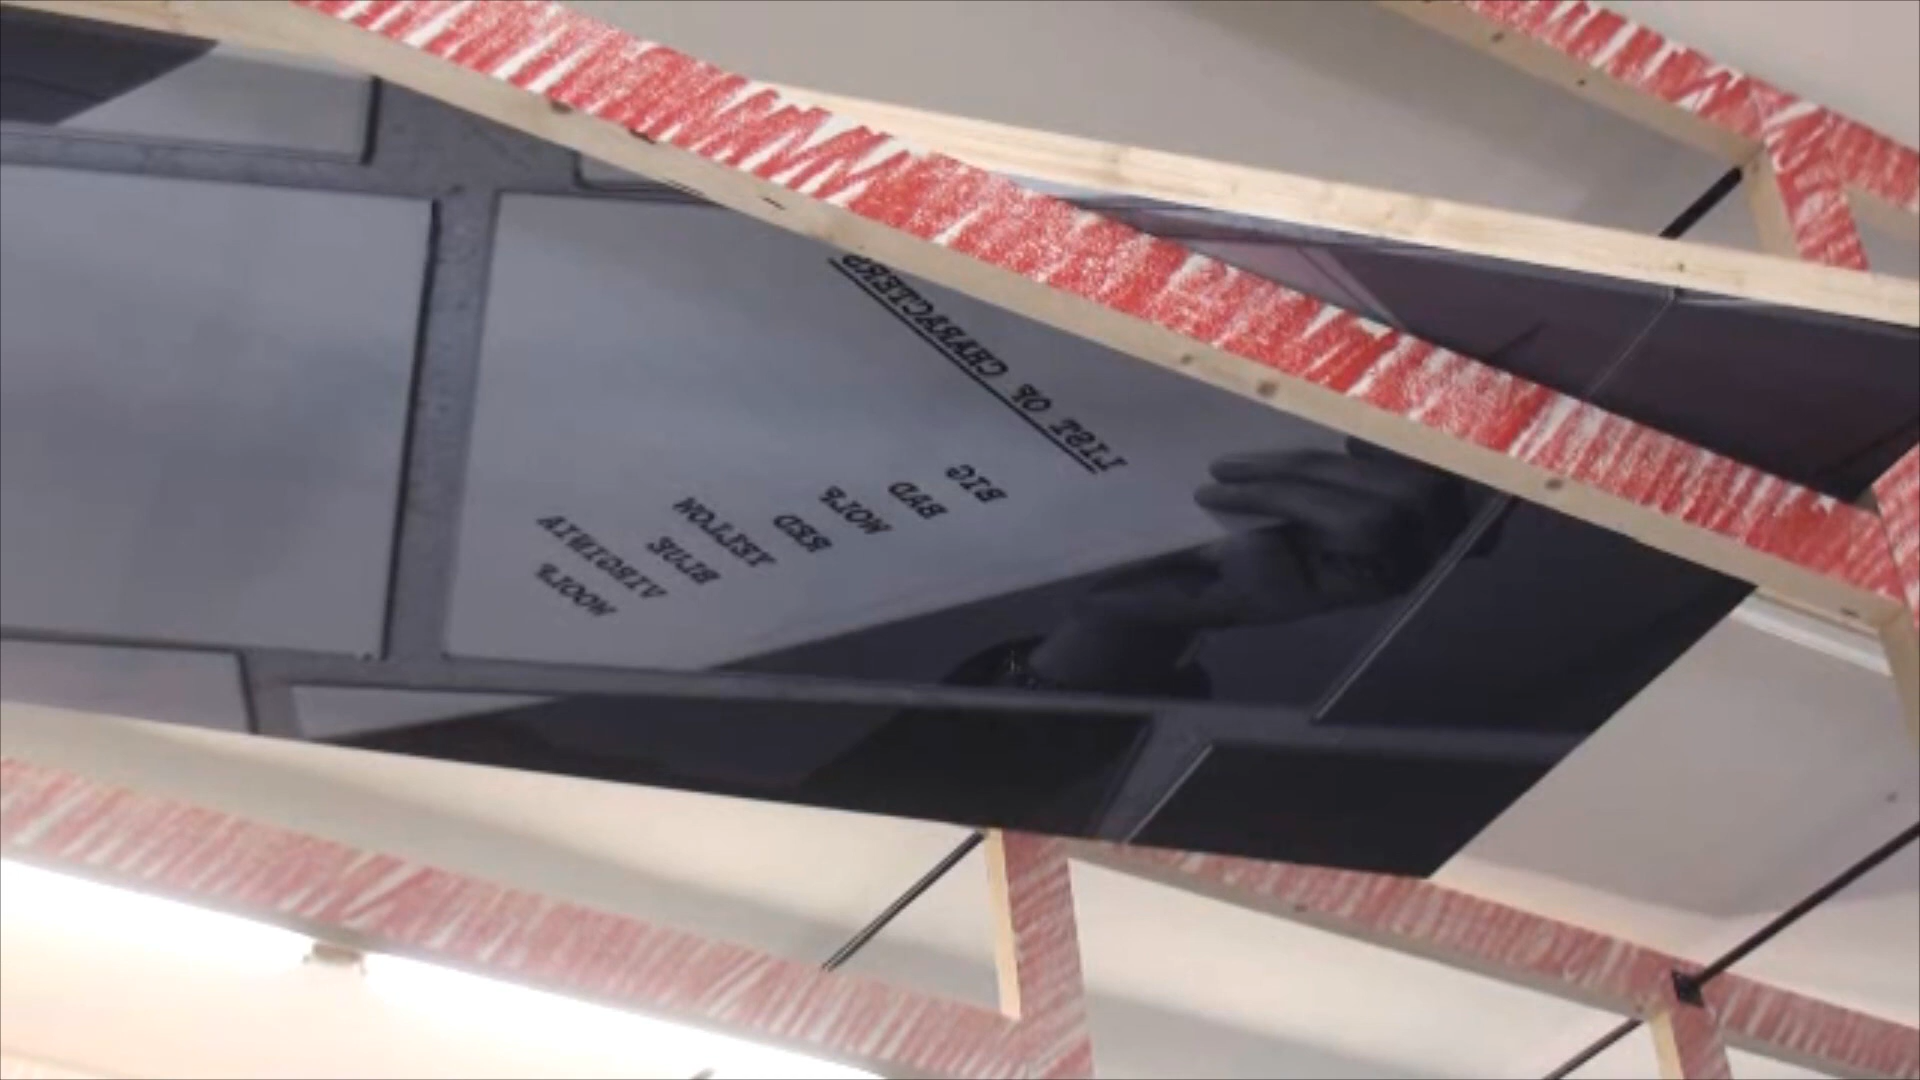 LIST OF CHARACTERS
BIG
BAD
WOLF
RED
YELLOW
BLUE
VIRGINIA
WOOLF